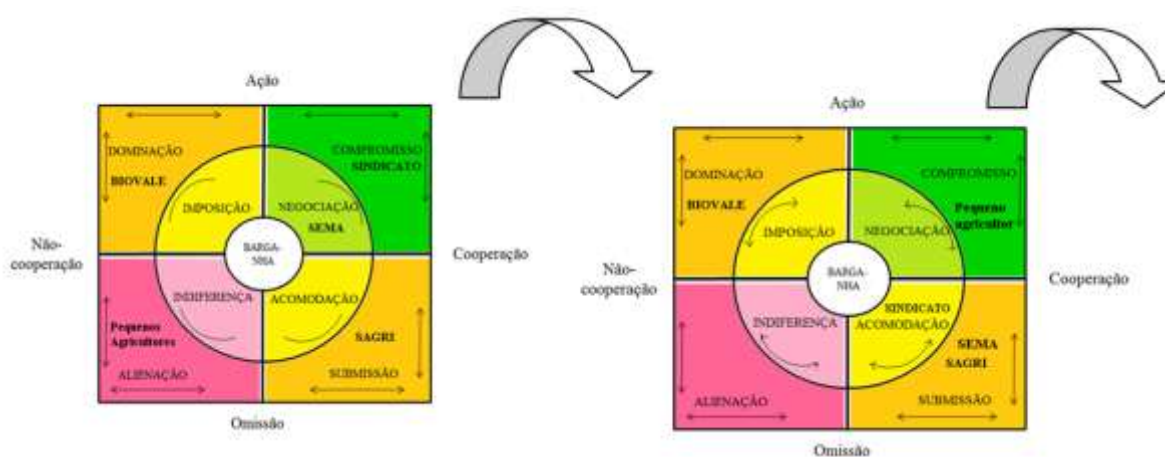 Ação
DOMINAÇÃO
BIOVALE
COMPROMISSO
SINDICATO
IMPOSIÇÃO
NEGOCIAÇÃO
SEMA
Não-
cooperação
BARGA-
NHA
Cooperação
INDIFERENÇA
ACOMODAÇÃO
Pequenos
Agricultores
SAGRI
ALIENAÇÃO
SUBMISSÃO
Omissão
Ação
DOMINAÇÃO
BIOVALE
COMPROMISSO
Pequeno
agricultor
IMPOSIÇÃO
NEGOCIAÇÃO
Não-
cooperação
BARGA-
NHA
Cooperação
INDIFERENÇA
SINDICATO
ACOMODAÇÃO
SEMA
SAGRI
ALIENAÇÃO
SUBMISSÃO
Omissão